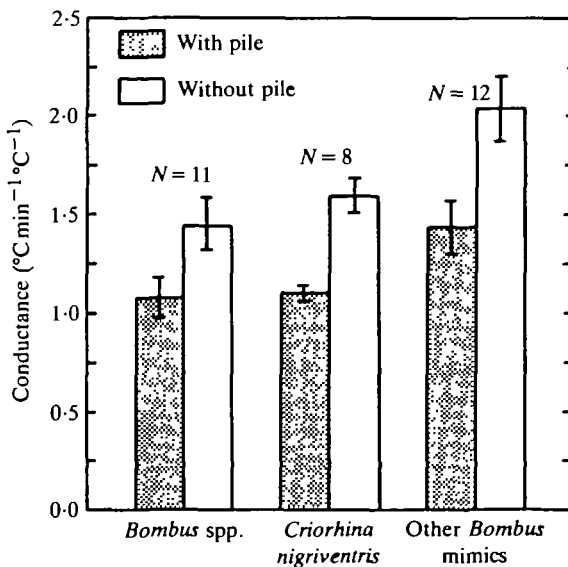 Conductance (°C min⁻¹ °C⁻¹)
2·5
2·0
1·5
1·0
0·5
0·0
With pile
Without pile
N = 11
N = 8
N = 12
Bombus spp.
Criorhina
nigriventris
Other Bombus
mimics